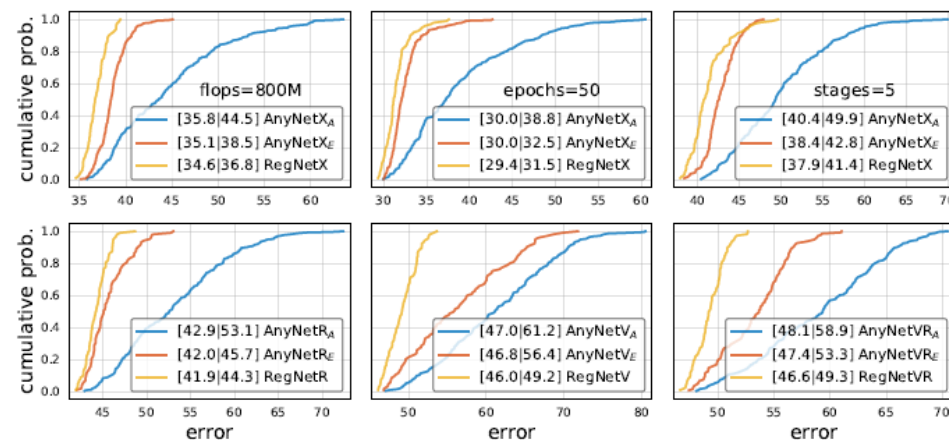 cumulative prob.
1.0
0.8
0.6
0.4
0.2
0.0
flops=800M
[35.8|44.5] AnyNetX_A
[35.1|38.5] AnyNetX_E
[34.6|36.8] RegNetX
35 40 45 50 55 60
epochs=50
[30.0|38.8] AnyNetX_A
[30.0|32.5] AnyNetX_E
[29.4|31.5] RegNetX
30 35 40 45 50 55 60
stages=5
[40.4|49.9] AnyNetX_A
[38.4|42.8] AnyNetX_E
[37.9|41.4] RegNetX
40 45 50 55 60 65 70
cumulative prob.
1.0
0.8
0.6
0.4
0.2
0.0
[42.9|53.1] AnyNetR_A
[42.0|45.7] AnyNetR_E
[41.9|44.3] RegNetR
45 50 55 60 65 70
error
[47.0|61.2] AnyNetV_A
[46.8|56.4] AnyNetV_E
[46.0|49.2] RegNetV
50 60 70 80
error
[48.1|58.9] AnyNetVR_A
[47.4|53.3] AnyNetVR_E
[46.6|49.3] RegNetVR
50 55 60 65 70
error